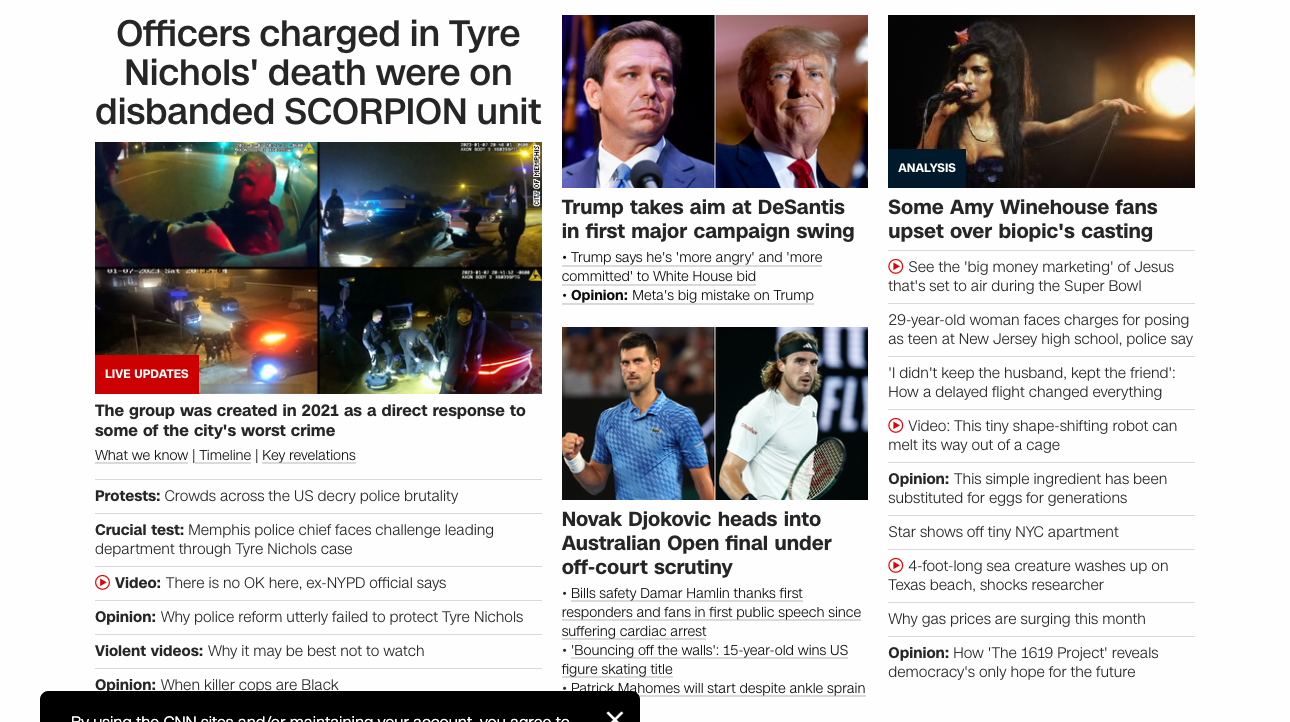 Officers charged in Tyre
Nichols' death were on
disbanded SCORPION unit
CITY OF MEMPHIS
LIVE UPDATES
The group was created in 2021 as a direct response to
some of the city's worst crime
What we know | Timeline | Key revelations
Protests: Crowds across the US decry police brutality
Crucial test: Memphis police chief faces challenge leading
department through Tyre Nichols case
Video: There is no OK here, ex-NYPD official says
Opinion: Why police reform utterly failed to protect Tyre Nichols
Violent videos: Why it may be best not to watch
Opinion: When killer cops are Black
Trump takes aim at DeSantis
in first major campaign swing
• Trump says he's 'more angry' and 'more
committed' to White House bid
• Opinion: Meta's big mistake on Trump
FLY
Novak Djokovic heads into
Australian Open final under
off-court scrutiny
• Bills safety Damar Hamlin thanks first
responders and fans in first public speech since
suffering cardiac arrest
• 'Bouncing off the walls': 15-year-old wins US
figure skating title
• Patrick Mahomes will start despite ankle sprain
ANALYSIS
Some Amy Winehouse fans
upset over biopic's casting
See the 'big money marketing' of Jesus
that's set to air during the Super Bowl
29-year-old woman faces charges for posing
as teen at New Jersey high school, police say
'I didn't keep the husband, kept the friend':
How a delayed flight changed everything
Video: This tiny shape-shifting robot can
melt its way out of a cage
Opinion: This simple ingredient has been
substituted for eggs for generations
Star shows off tiny NYC apartment
4-foot-long sea creature washes up on
Texas beach, shocks researcher
Why gas prices are surging this month
Opinion: How 'The 1619 Project' reveals
democracy's only hope for the future
By using the CNN sites and/or maintaining your account, you agree to